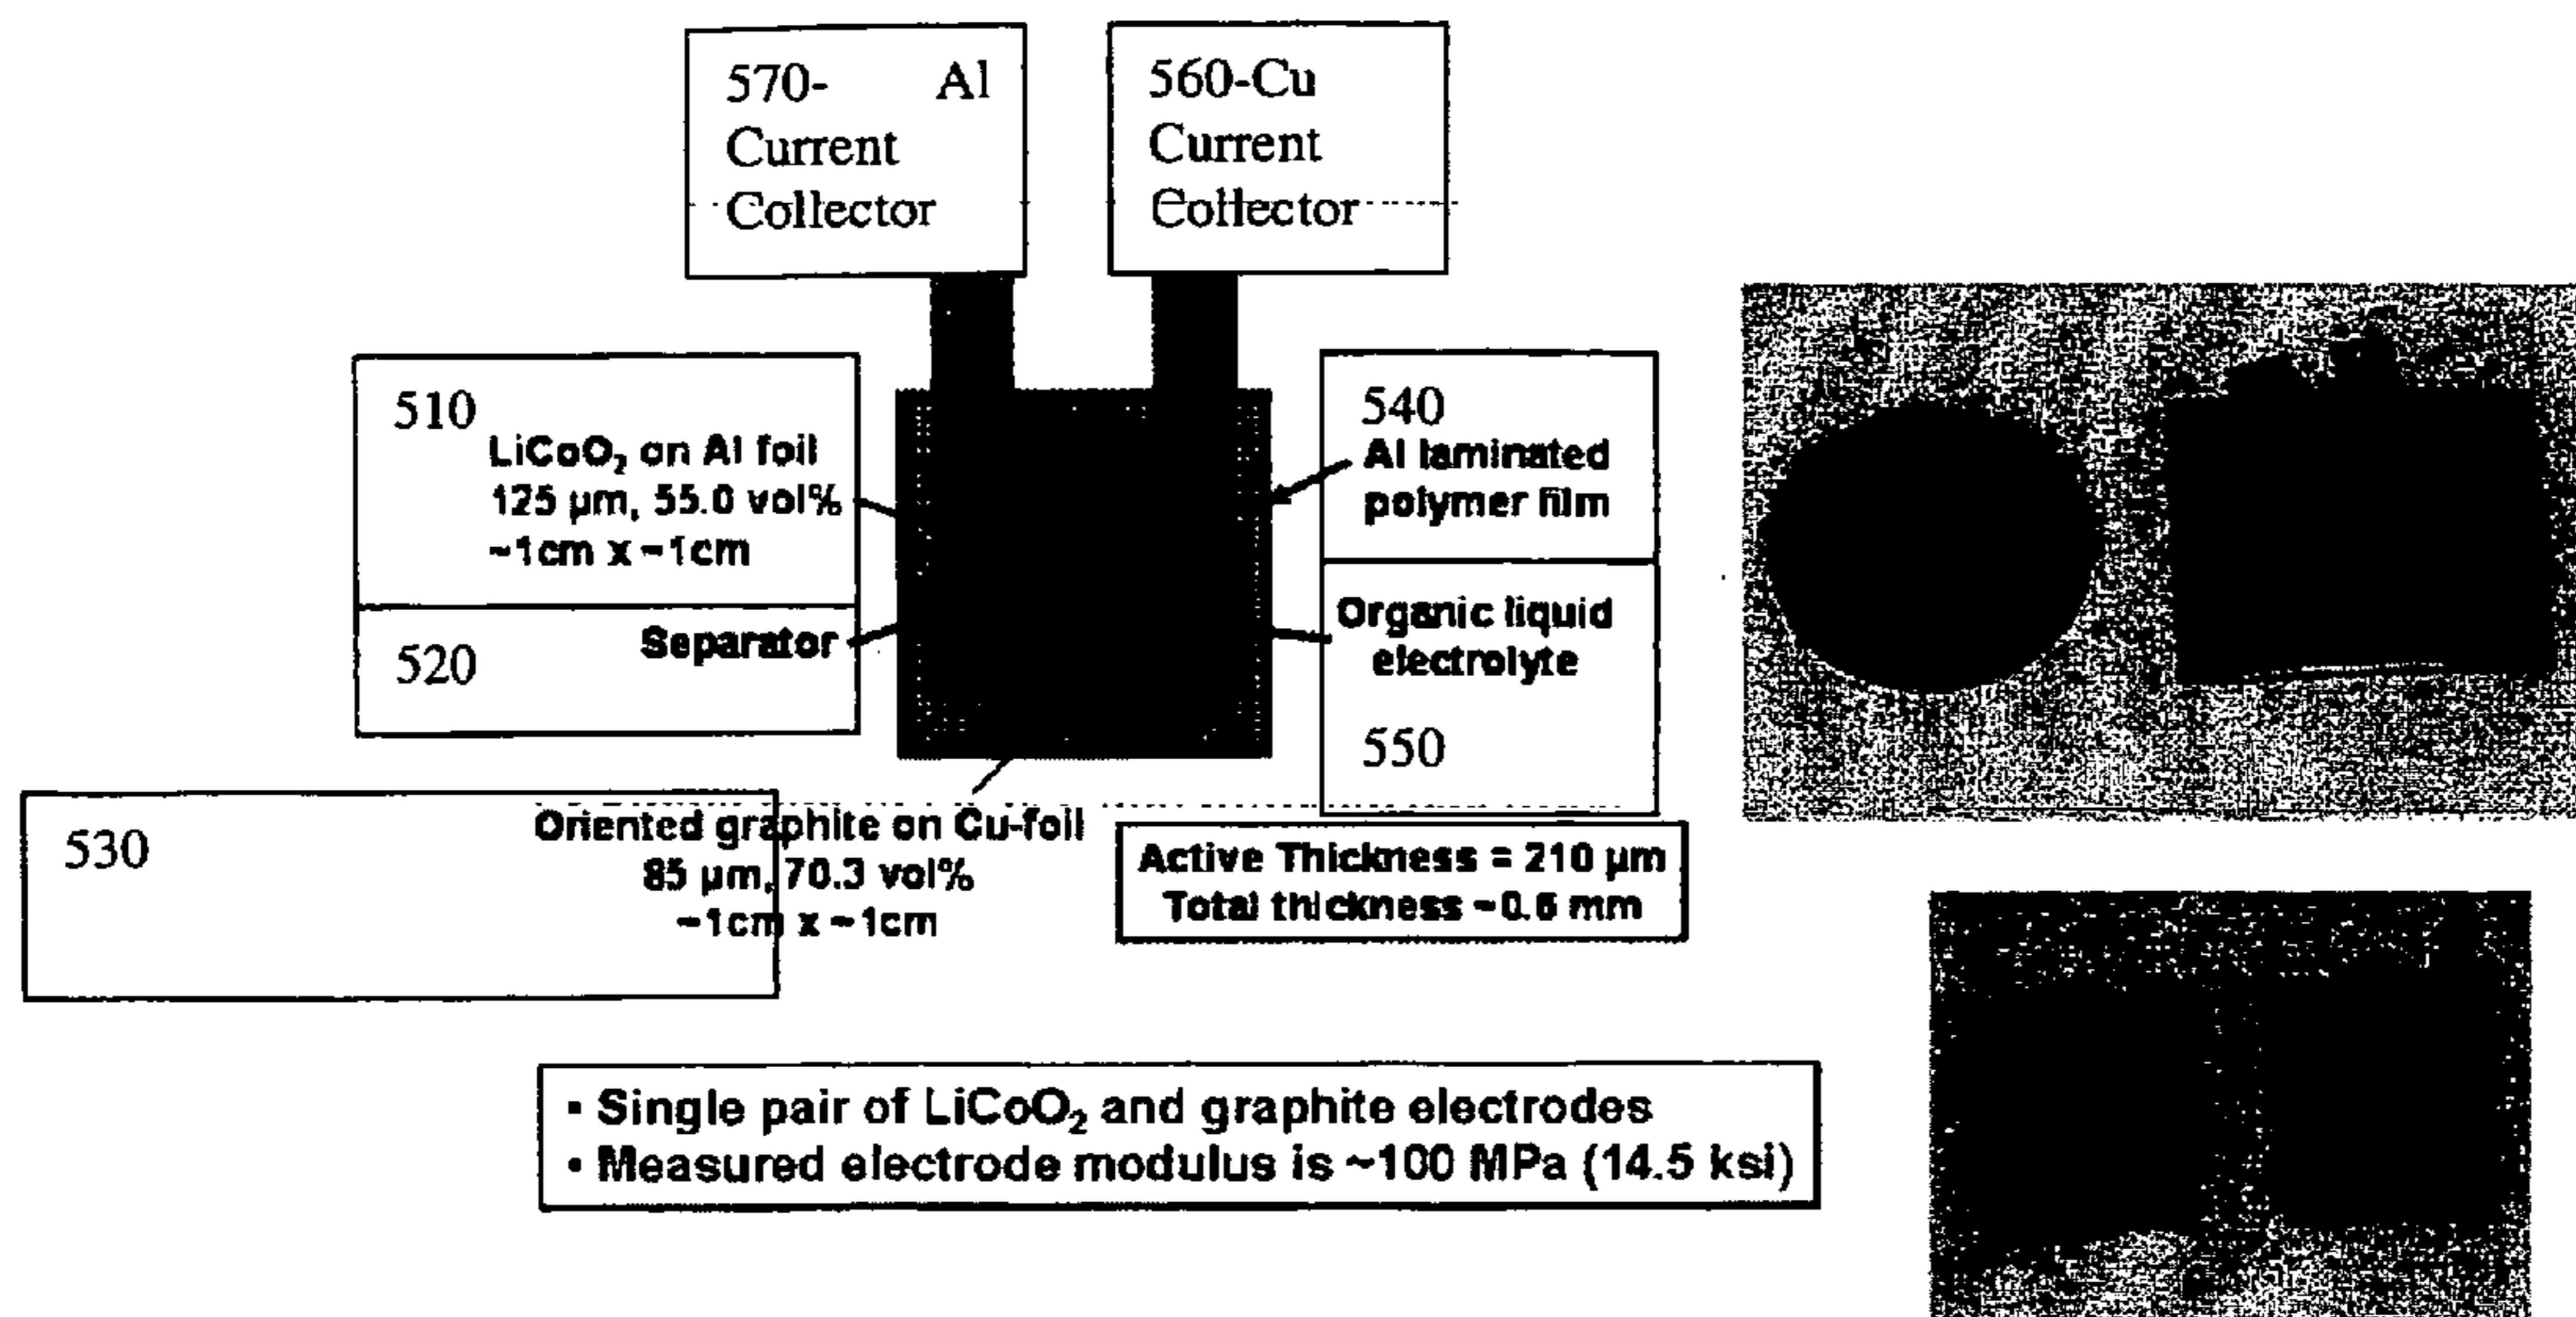 570- Al
Current
Collector
560-Cu
Current
Collector
510
LiCoO₂ on Al foil
125 µm, 55.0 vol%
~1cm x ~1cm
520
Separator
540
Al laminated
polymer film
Organic liquid
electrolyte
550
530
Oriented graphite on Cu-foil
85 µm, 70.3 vol%
~1cm x ~1cm
Active Thickness = 210 µm
Total thickness ~0.6 mm
▪ Single pair of LiCoO₂ and graphite electrodes
• Measured electrode modulus is ~100 MPa (14.5 ksi)